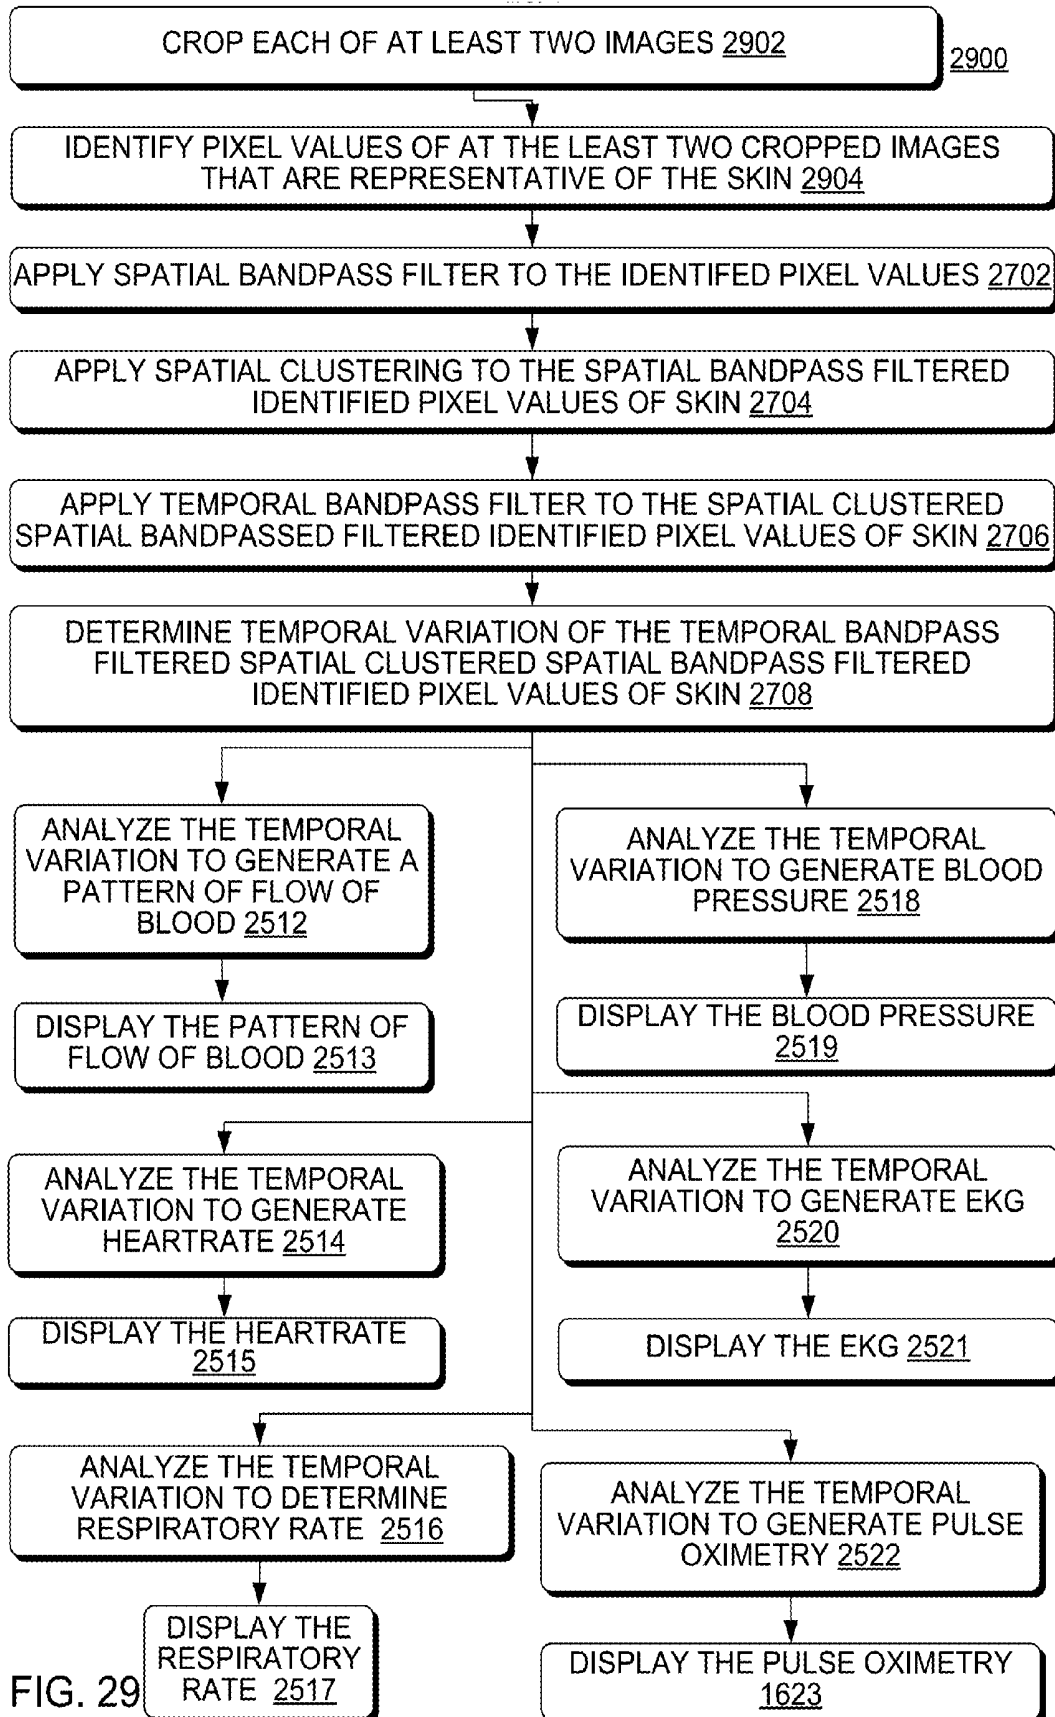 CROP EACH OF AT LEAST TWO IMAGES 2902
2900
IDENTIFY PIXEL VALUES OF AT THE LEAST TWO CROPPED IMAGES
THAT ARE REPRESENTATIVE OF THE SKIN 2904
APPLY SPATIAL BANDPASS FILTER TO THE IDENTIFED PIXEL VALUES 2702
APPLY SPATIAL CLUSTERING TO THE SPATIAL BANDPASS FILTERED
IDENTIFIED PIXEL VALUES OF SKIN 2704
APPLY TEMPORAL BANDPASS FILTER TO THE SPATIAL CLUSTERED
SPATIAL BANDPASSED FILTERED IDENTIFIED PIXEL VALUES OF SKIN 2706
DETERMINE TEMPORAL VARIATION OF THE TEMPORAL BANDPASS
FILTERED SPATIAL CLUSTERED SPATIAL BANDPASS FILTERED
IDENTIFIED PIXEL VALUES OF SKIN 2708
ANALYZE THE TEMPORAL
VARIATION TO GENERATE A
PATTERN OF FLOW OF
BLOOD 2512
ANALYZE THE TEMPORAL
VARIATION TO GENERATE BLOOD
PRESSURE 2518
DISPLAY THE PATTERN OF
FLOW OF BLOOD 2513
DISPLAY THE BLOOD PRESSURE
2519
ANALYZE THE TEMPORAL
VARIATION TO GENERATE
HEARTRATE 2514
ANALYZE THE TEMPORAL
VARIATION TO GENERATE EKG
2520
DISPLAY THE HEARTRATE
2515
DISPLAY THE EKG 2521
ANALYZE THE TEMPORAL
VARIATION TO DETERMINE
RESPIRATORY RATE 2516
ANALYZE THE TEMPORAL
VARIATION TO GENERATE PULSE
OXIMETRY 2522
DISPLAY THE
RESPIRATORY
RATE 2517
DISPLAY THE PULSE OXIMETRY
1623
FIG. 29